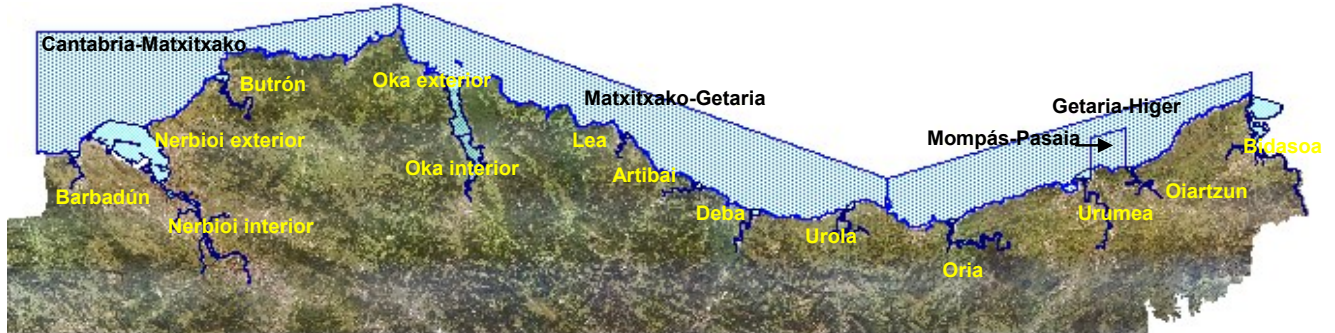 Cantabria-Matxitxako
Butrón
Oka exterior
Matxitxako-Getaria
Getaria-Higer
Mompás-Pasaia
Nerbioi exterior
Lea
Bidasoa
Oka interior
Artibai
Barbadún
Oiartzun
Deba
Urumea
Nerbioi interior
Urola
Oria